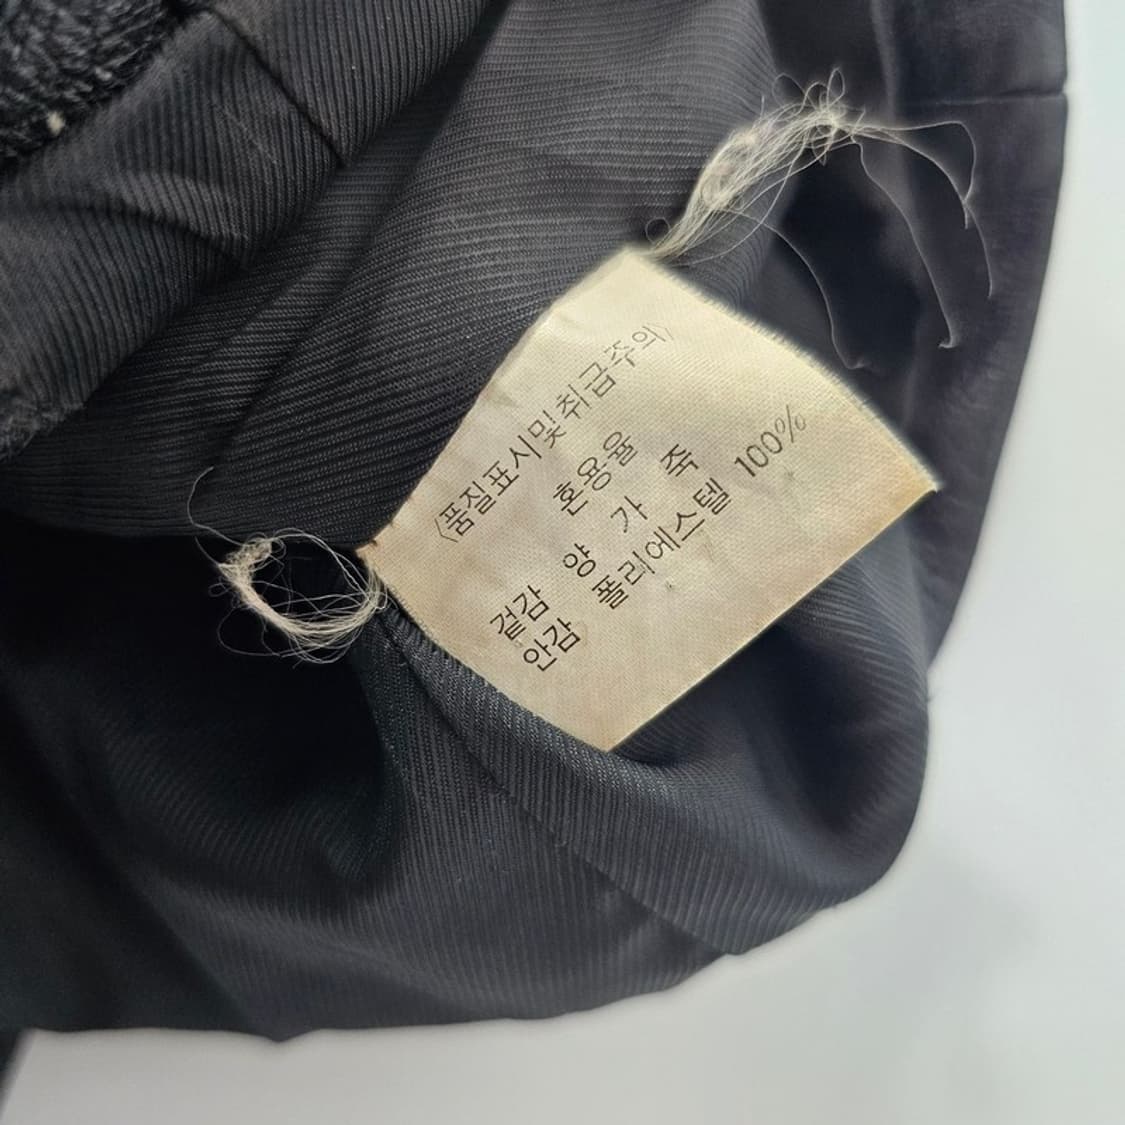 〈품질표시및취급주의〉
혼용율
겉감 양 가 죽
안감 폴리에스텔 100%